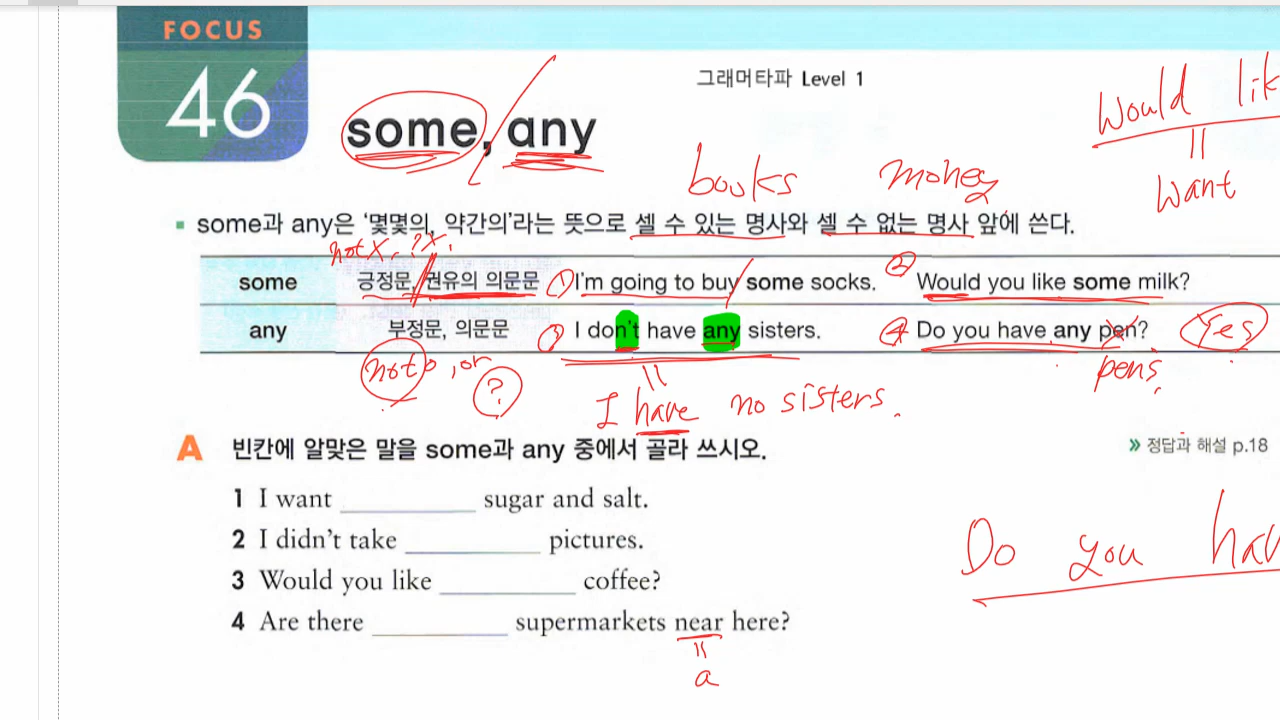 FOCUS
46
그래머타파 Level 1
some, any
Would lik
=
want
books money
some과 any은 '몇몇의, 약간의'라는 뜻으로 셀 수 있는 명사와 셀 수 없는 명사 앞에 쓴다.
not X, ? X.
some 긍정문, 권유의 의문문 ① I'm going to buy some socks. ② Would you like some milk?
any 부정문, 의문문 ③ I don't have any sisters. ④ Do you have any pen? Yes
not, or ? pens.
=
I have no sisters.
A 빈칸에 알맞은 말을 some과 any 중에서 골라 쓰시오.
» 정답과 해설 p.18
1 I want ________ sugar and salt.
2 I didn't take ________ pictures.
3 Would you like ________ coffee?
4 Are there ________ supermarkets near here?
=
a
Do you hav